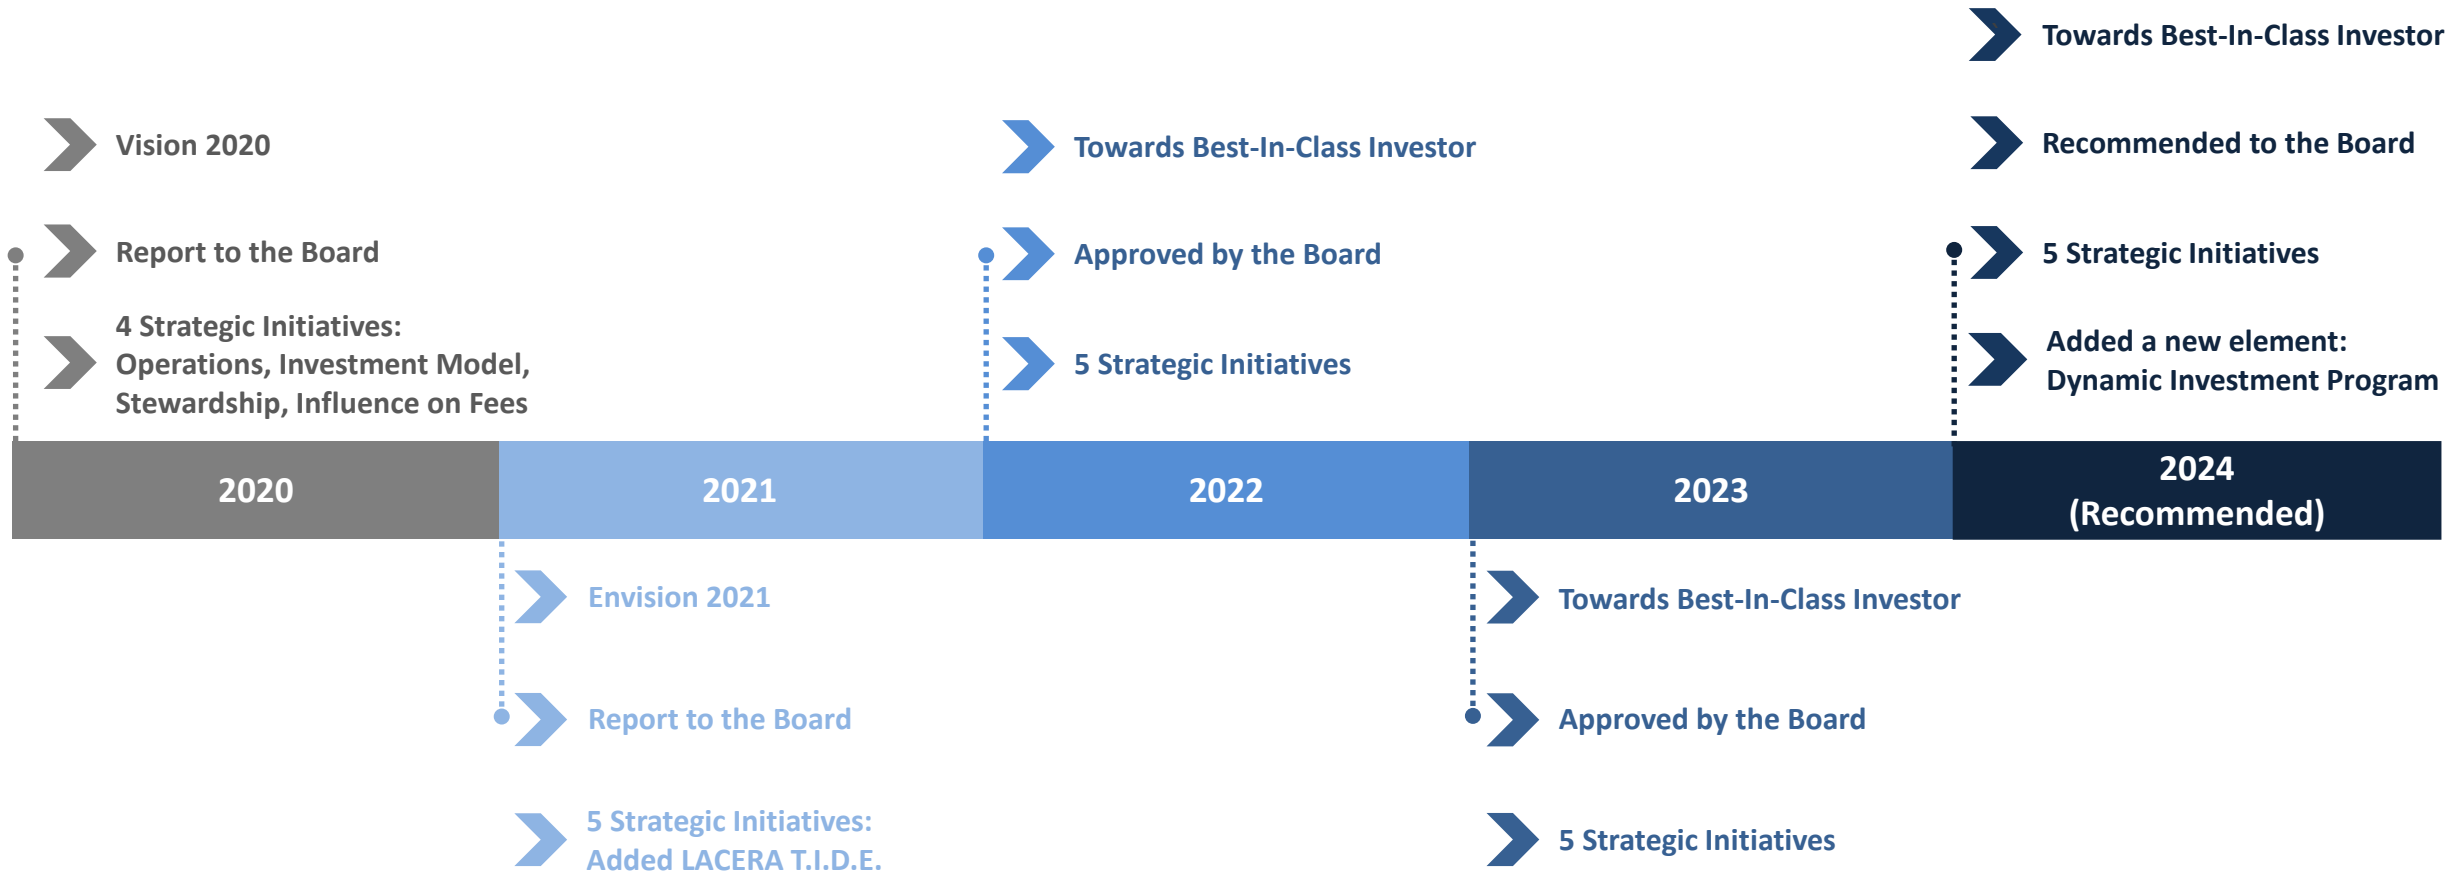 Vision 2020
Report to the Board
4 Strategic Initiatives:
Operations, Investment Model,
Stewardship, Influence on Fees
Towards Best-In-Class Investor
Approved by the Board
5 Strategic Initiatives
Towards Best-In-Class Investor
Recommended to the Board
5 Strategic Initiatives
Added a new element:
Dynamic Investment Program
2020
2021
2022
2023
2024
(Recommended)
Envision 2021
Report to the Board
5 Strategic Initiatives:
Added LACERA T.I.D.E.
Towards Best-In-Class Investor
Approved by the Board
5 Strategic Initiatives